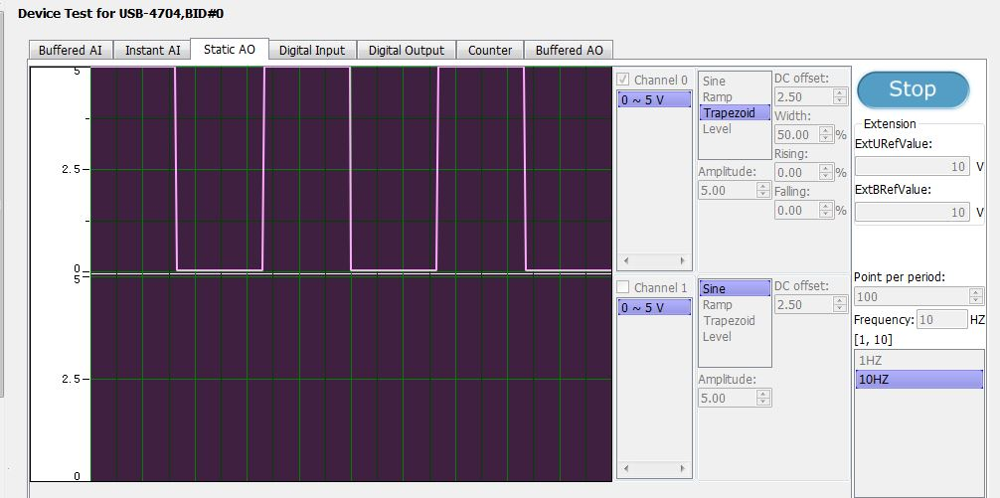 Device Test for USB-4704,BID#0
Buffered AI Instant AI Static AO Digital Input Digital Output Counter Buffered AO
5
2.5
0
5
2.5
0
Channel 0
0 ~ 5 V
Sine
Ramp
Trapezoid
Level
Amplitude:
5.00
DC offset:
2.50
Width:
50.00 %
Rising:
0.00 %
Falling:
0.00 %
Channel 1
0 ~ 5 V
Sine
Ramp
Trapezoid
Level
Amplitude:
5.00
DC offset:
2.50
Stop
Extension
ExtURefValue:
10 V
ExtBRefValue:
10 V
Point per period:
100
Frequency: 10 HZ
[1, 10]
1HZ
10HZ